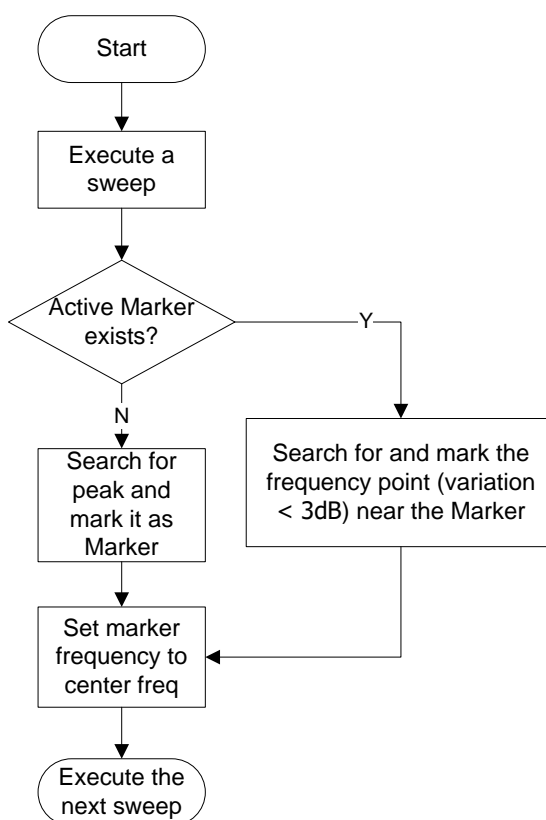 Start
Execute a
sweep
Active Marker
exists?
Y
N
Search for
peak and
mark it as
Marker
Search for and mark the
frequency point (variation
< 3dB) near the Marker
Set marker
frequency to
center freq
Execute the
next sweep